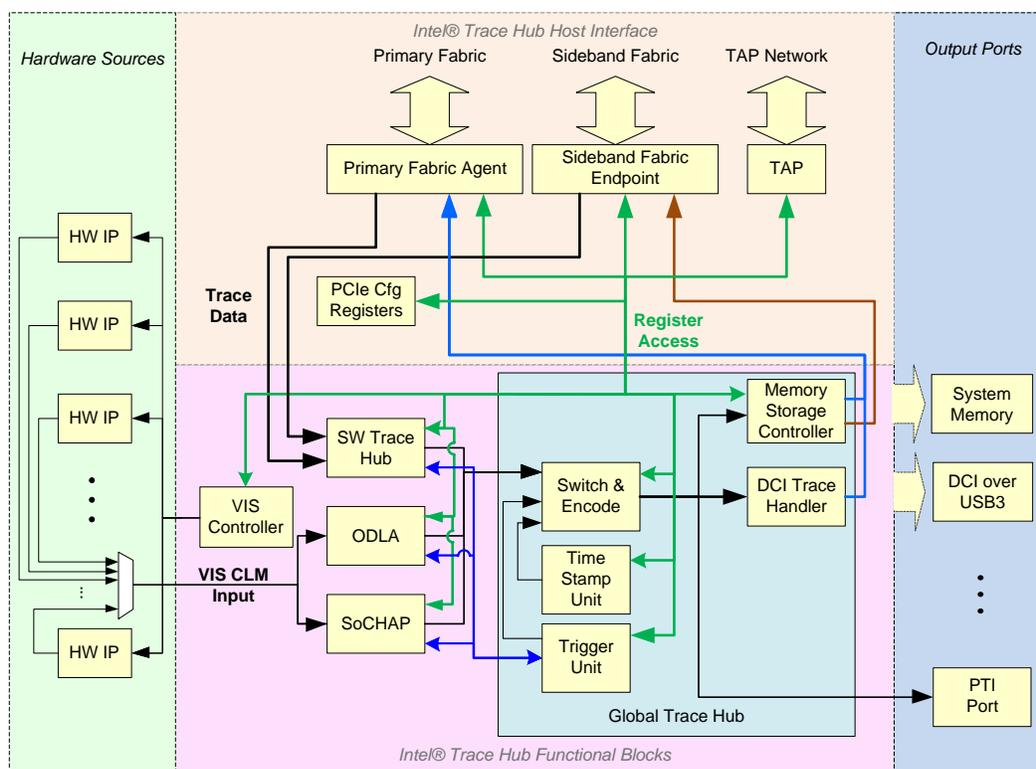 Intel® Trace Hub Host Interface
Hardware Sources
Output Ports
Primary Fabric
Sideband Fabric
TAP Network
Primary Fabric Agent
Sideband Fabric
Endpoint
TAP
HW IP
HW IP
HW IP
HW IP
Trace
Data
PCIe Cfg
Registers
Register
Access
Memory
Storage
Controller
System
Memory
SW Trace
Hub
Switch &
Encode
DCI Trace
Handler
DCI over
USB3
VIS
Controller
ODLA
VIS CLM
Input
Time
Stamp
Unit
SoCHAP
Trigger
Unit
PTI
Port
Global Trace Hub
Intel® Trace Hub Functional Blocks